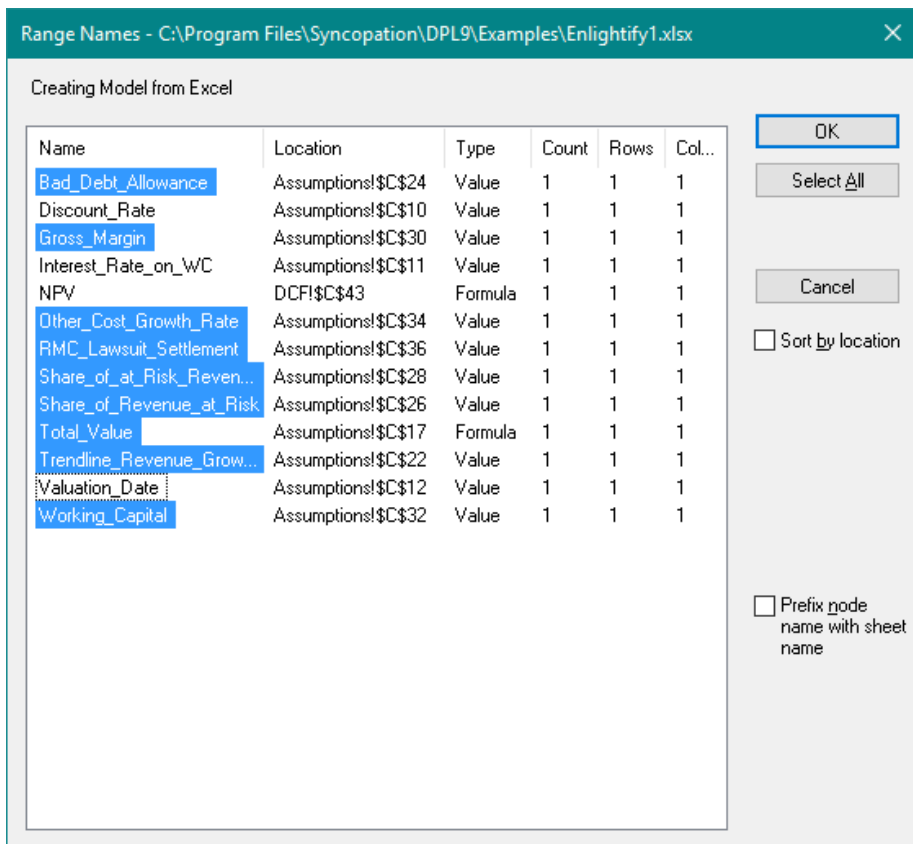 Range Names - C:\Program Files\Syncopation\DPL9\Examples\Enlightify1.xlsx
Creating Model from Excel
Name Location Type Count Rows Col...
Bad_Debt_Allowance Assumptions!$C$24 Value 1 1 1
Discount_Rate Assumptions!$C$10 Value 1 1 1
Gross_Margin Assumptions!$C$30 Value 1 1 1
Interest_Rate_on_WC Assumptions!$C$11 Value 1 1 1
NPV DCF!$C$43 Formula 1 1 1
Other_Cost_Growth_Rate Assumptions!$C$34 Value 1 1 1
RMC_Lawsuit_Settlement Assumptions!$C$36 Value 1 1 1
Share_of_at_Risk_Reven... Assumptions!$C$28 Value 1 1 1
Share_of_Revenue_at_Risk Assumptions!$C$26 Value 1 1 1
Total_Value Assumptions!$C$17 Formula 1 1 1
Trendline_Revenue_Grow... Assumptions!$C$22 Value 1 1 1
Valuation_Date Assumptions!$C$12 Value 1 1 1
Working_Capital Assumptions!$C$32 Value 1 1 1
OK
Select All
Cancel
Sort by location
Prefix node
name with sheet
name